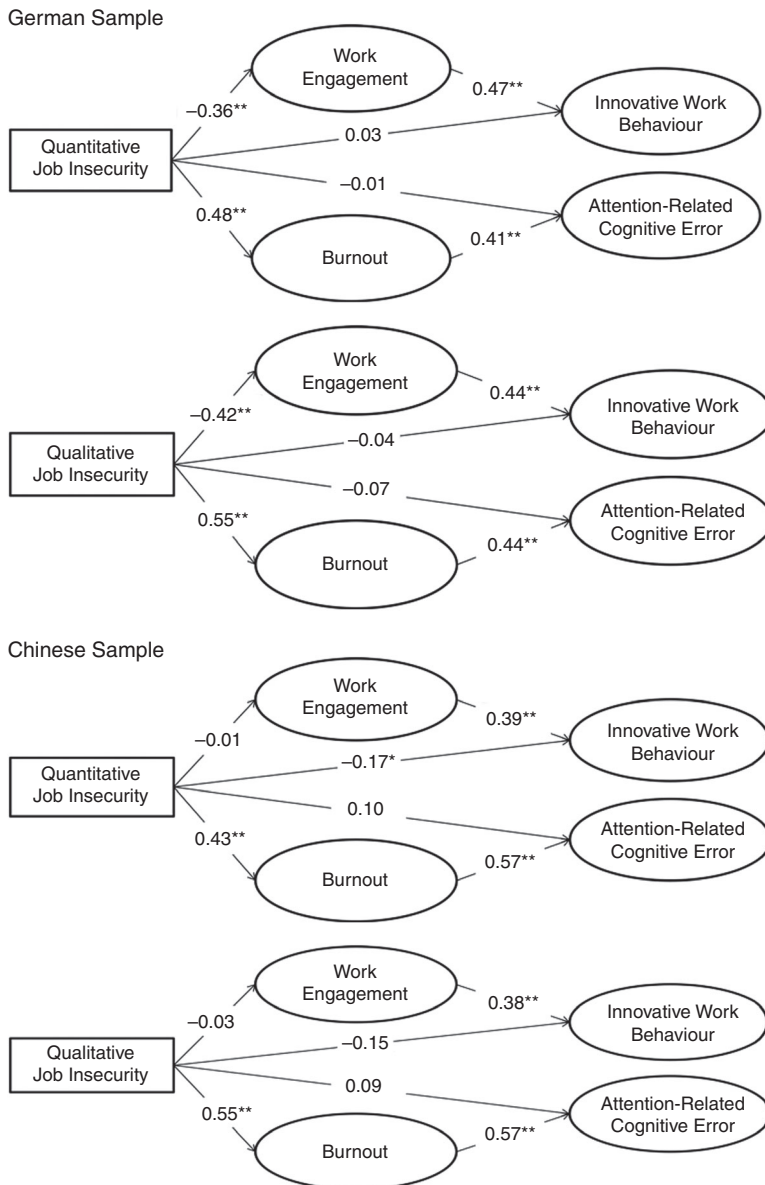 German Sample
Work
Engagement
–0.36**
0.47**
Innovative Work
Behaviour
Quantitative
Job Insecurity
0.03
–0.01
Attention-Related
Cognitive Error
0.48**
Burnout
0.41**
Work
Engagement
–0.42**
0.44**
Innovative Work
Behaviour
Qualitative
Job Insecurity
–0.04
–0.07
Attention-Related
Cognitive Error
0.55**
Burnout
0.44**
Chinese Sample
Work
Engagement
–0.01
0.39**
Innovative Work
Behaviour
Quantitative
Job Insecurity
–0.17*
0.10
Attention-Related
Cognitive Error
0.43**
Burnout
0.57**
Work
Engagement
–0.03
0.38**
Innovative Work
Behaviour
Qualitative
Job Insecurity
–0.15
0.09
Attention-Related
Cognitive Error
0.55**
Burnout
0.57**